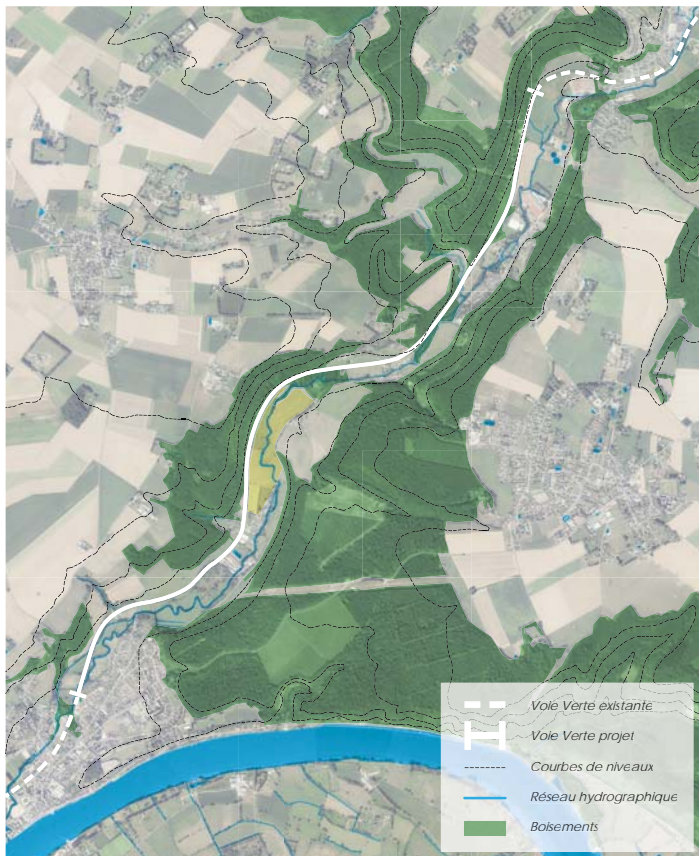 Voie Verte existante
Voie Verte projet
Courbes de niveaux
Réseau hydrographique
Boisements